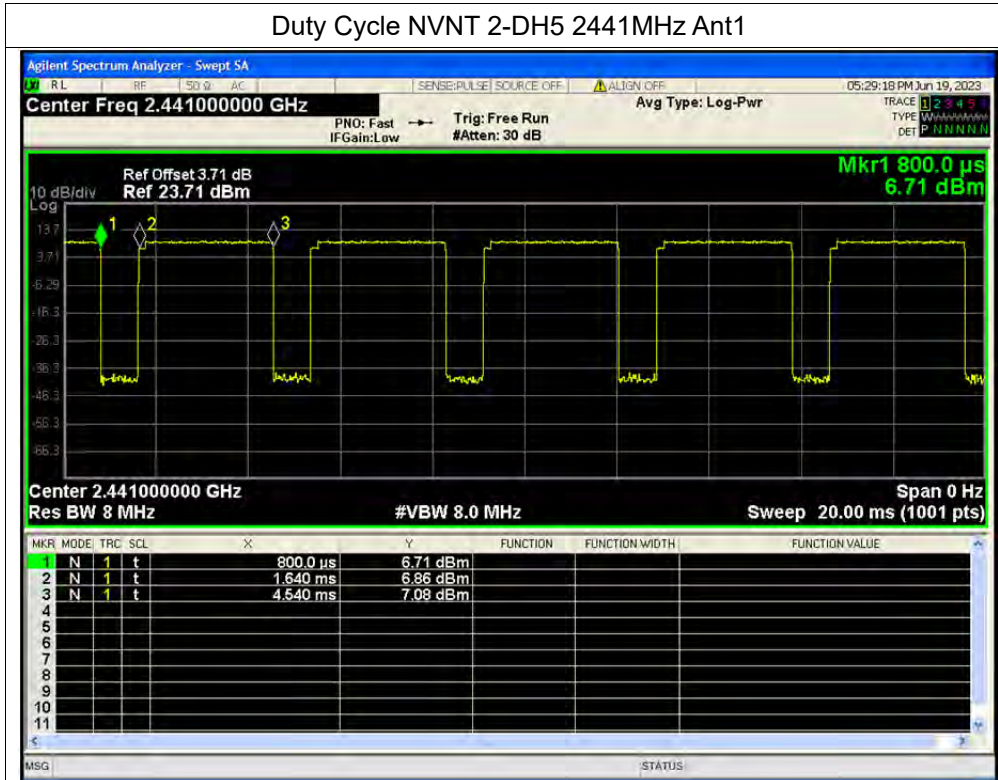 Duty Cycle NVNT 2-DH5 2441MHz Ant1
Agilent Spectrum Analyzer - Swept SA
RL RF 50 Ω AC SENSE:PULSE SOURCE OFF ALIGN OFF 05:29:18 PM Jun 19, 2023
Center Freq 2.441000000 GHz
Avg Type: Log-Pwr
TRACE 1 2 3 4 5 6
PNO: Fast Trig: Free Run
TYPE
IFGain:Low #Atten: 30 dB
DET P N N N N N
Mkr1 800.0 µs
6.71 dBm
Ref Offset 3.71 dB
10 dB/div Ref 23.71 dBm
Log
1 2 3
13.7
3.71
-6.29
-16.3
-26.3
-36.3
-46.3
-56.3
-66.3
Center 2.441000000 GHz Span 0 Hz
Res BW 8 MHz #VBW 8.0 MHz Sweep 20.00 ms (1001 pts)
MKR MODE TRC SCL X Y FUNCTION FUNCTION WIDTH FUNCTION VALUE
1 N 1 t 800.0 µs 6.71 dBm
2 N 1 t 1.640 ms 6.86 dBm
3 N 1 t 4.540 ms 7.08 dBm
4
5
6
7
8
9
10
11
MSG STATUS